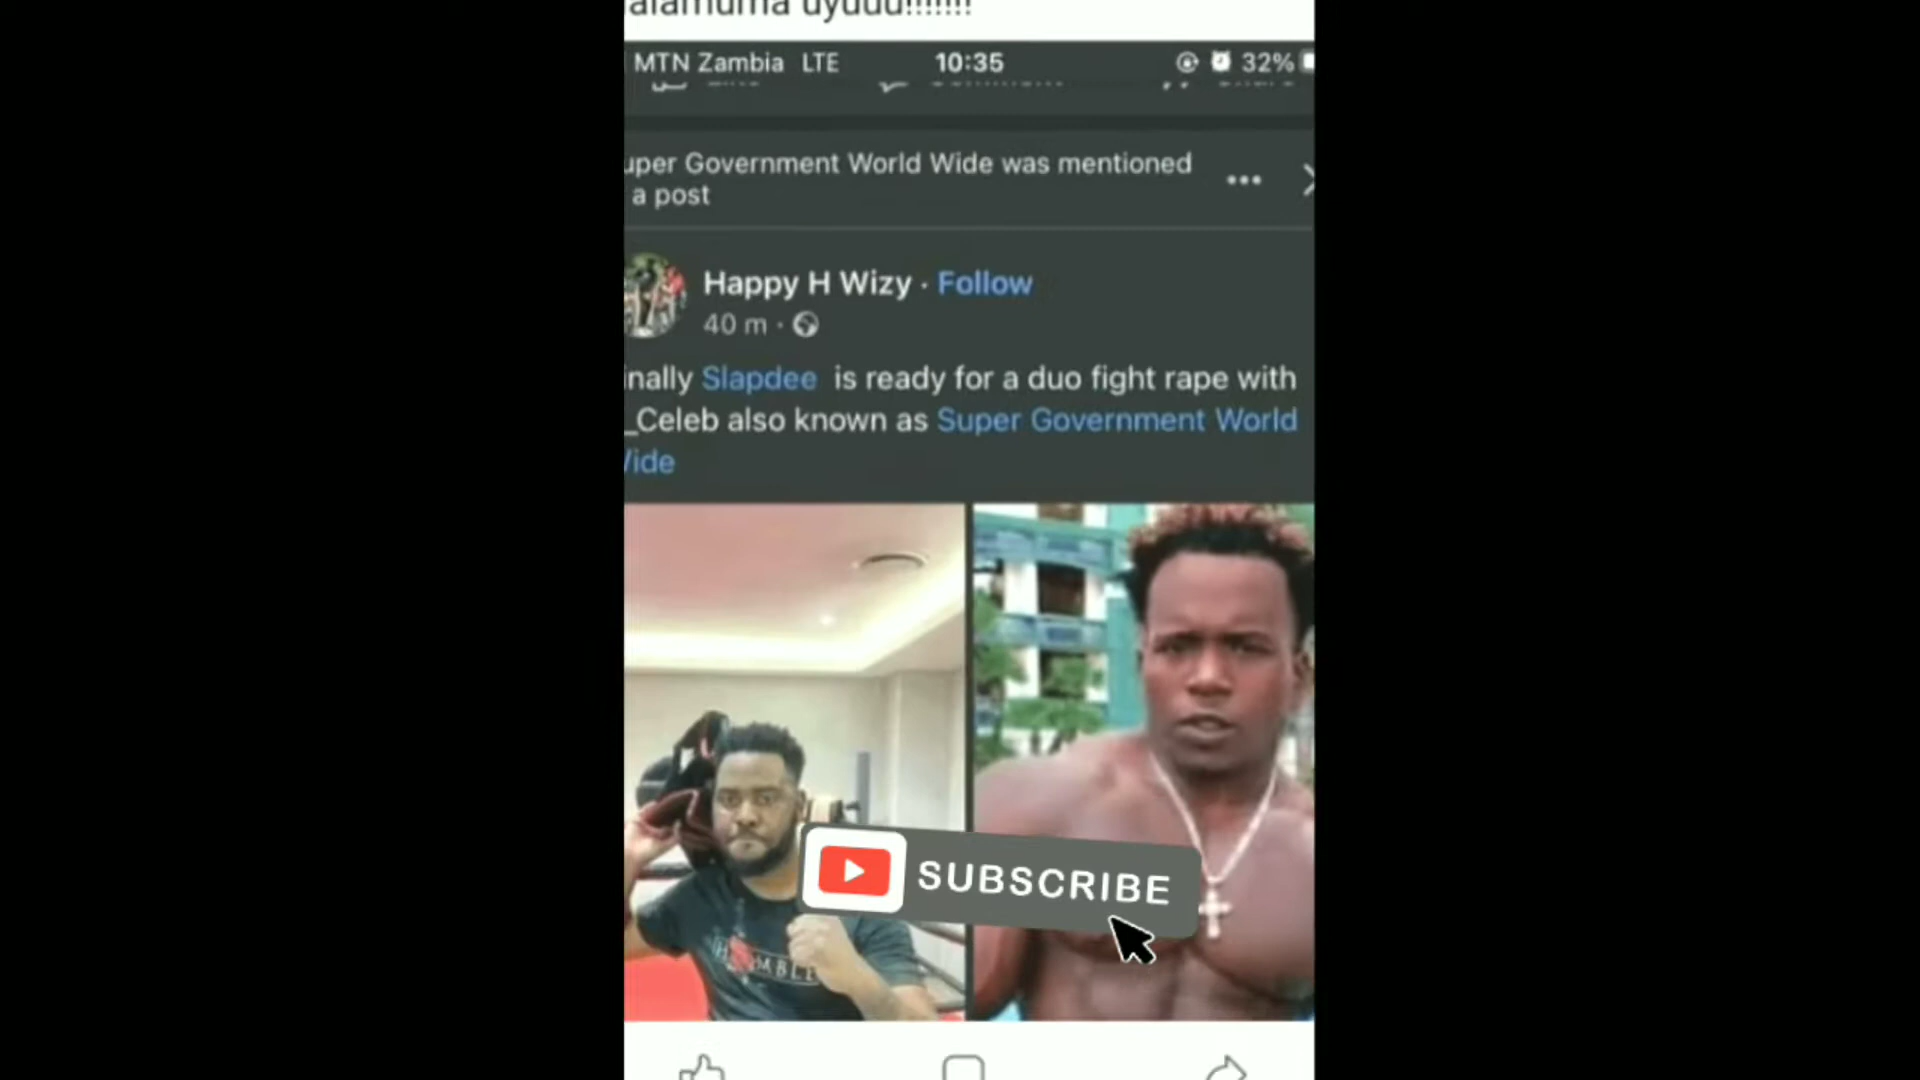 MTN Zambia LTE 10:35 32%
uper Government World Wide was mentioned
a post
Happy H Wizy · Follow
40 m ·
inally Slapdee is ready for a duo fight rape with
_Celeb also known as Super Government World
Vide
SUBSCRIBE